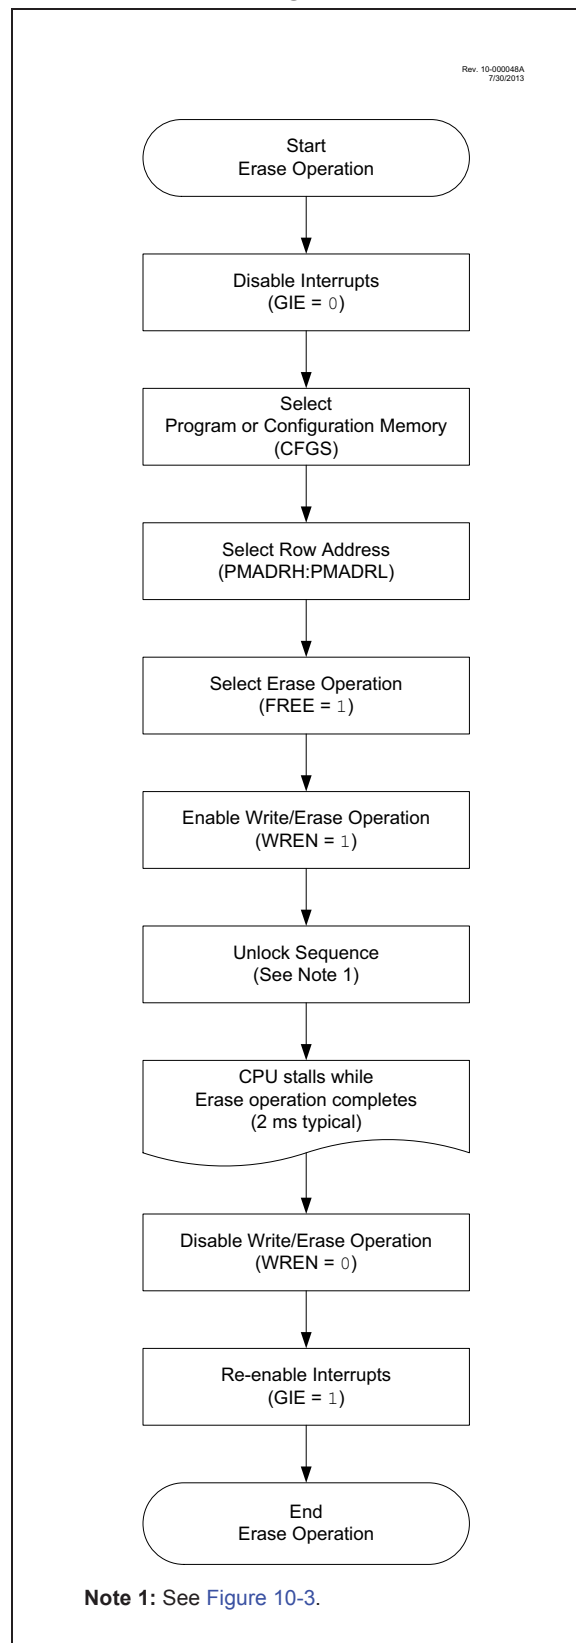 Rev. 10-000048A
7/30/2013
Start
Erase Operation
Disable Interrupts
(GIE = 0)
Select
Program or Configuration Memory
(CFGS)
Select Row Address
(PMADRH:PMADRL)
Select Erase Operation
(FREE = 1)
Enable Write/Erase Operation
(WREN = 1)
Unlock Sequence
(See Note 1)
CPU stalls while
Erase operation completes
(2 ms typical)
Disable Write/Erase Operation
(WREN = 0)
Re-enable Interrupts
(GIE = 1)
End
Erase Operation
Note 1: See Figure 10-3.